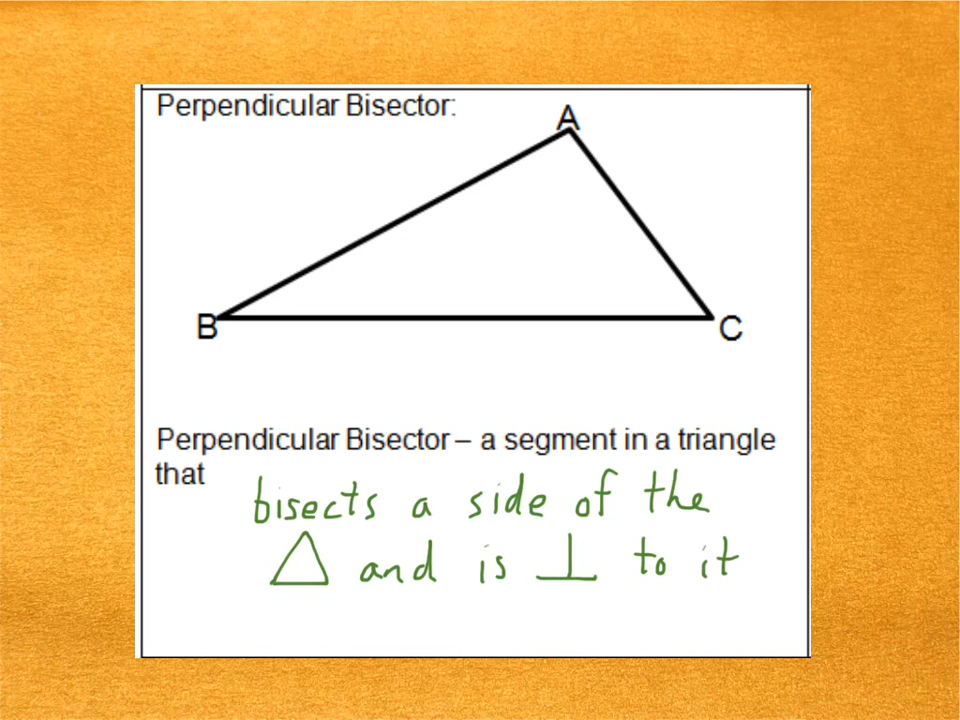 Perpendicular Bisector:
A
B
C
Perpendicular Bisector – a segment in a triangle
that
bisects a side of the
△ and is ⊥ to it